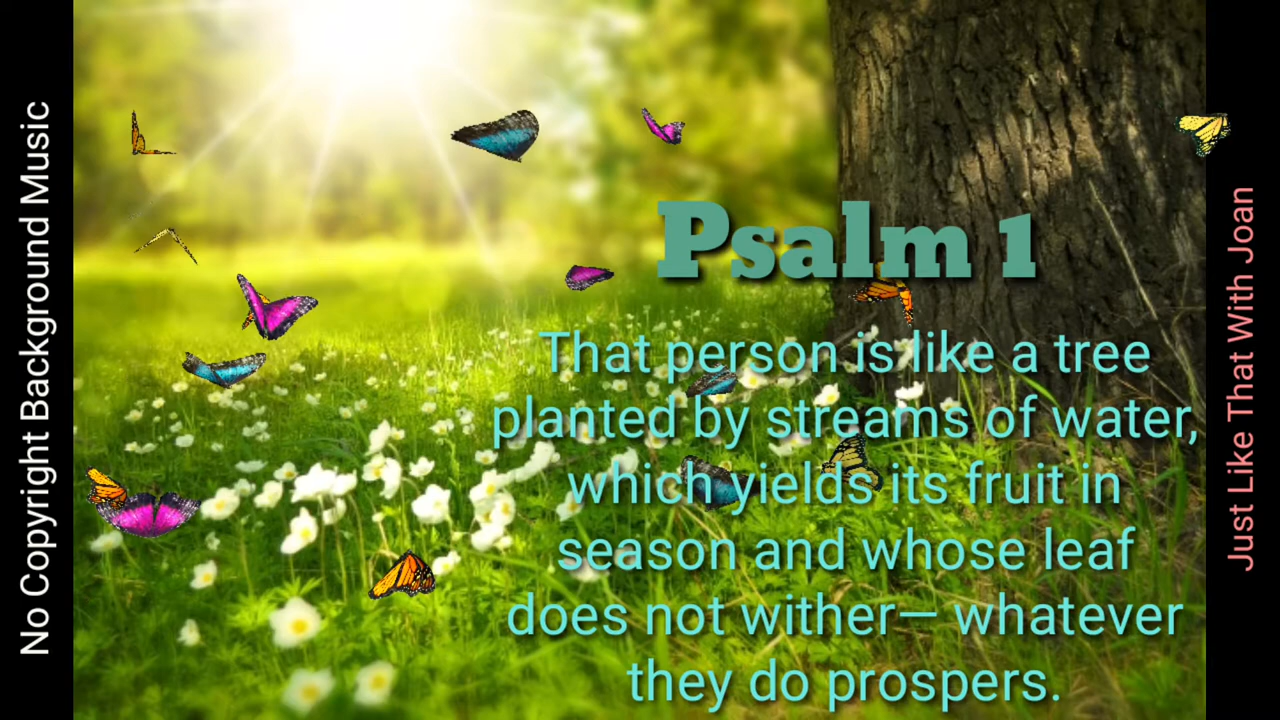 No Copyright Background Music
Psalm 1
That person is like a tree
planted by streams of water,
which yields its fruit in
season and whose leaf
does not wither— whatever
they do prospers.
Just Like That With Joan